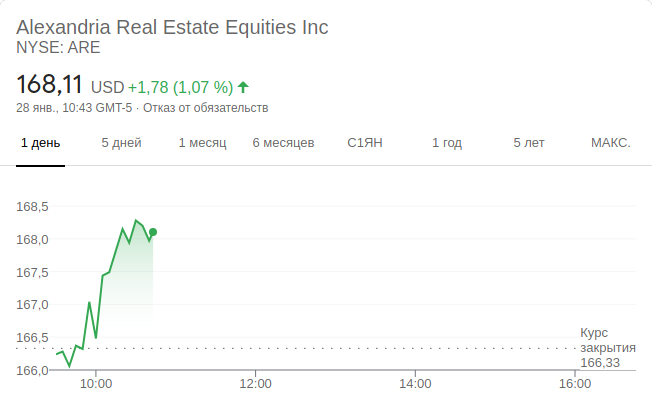 Alexandria Real Estate Equities Inc
NYSE: ARE
168,11 USD +1,78 (1,07 %)
28 янв., 10:43 GMT-5 · Отказ от обязательств
1 день 5 дней 1 месяц 6 месяцев С1ЯН 1 год 5 лет МАКС.
168,5
168,0
167,5
167,0
166,5
166,0
Курс
закрытия
166,33
10:00 12:00 14:00 16:00